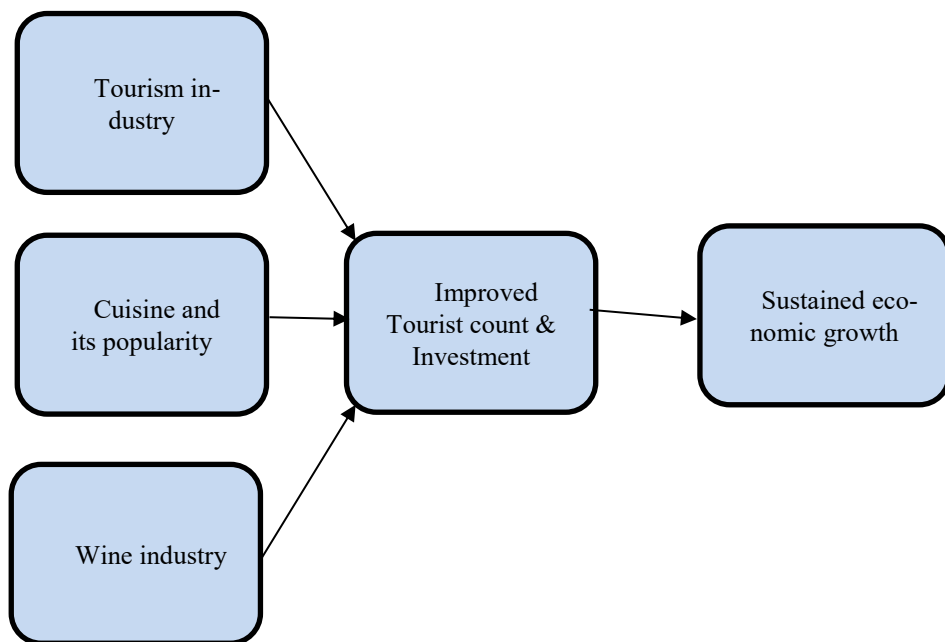 Tourism in-
dustry
Cuisine and
its popularity
Wine industry
Improved
Tourist count &
Investment
Sustained eco-
nomic growth